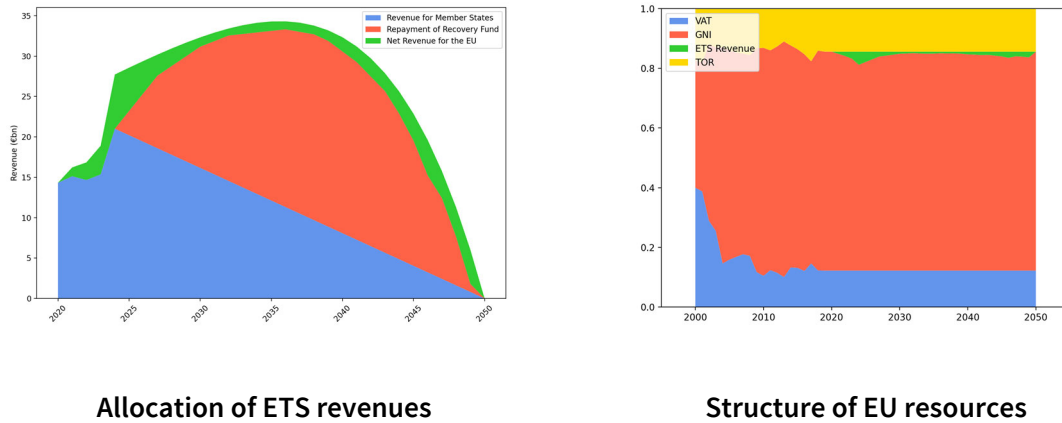 Revenue (€bn)
35
30
25
20
15
10
5
0
2020
2025
2030
2035
2040
2045
2050
Revenue for Member States
Repayment of Recovery Fund
Net Revenue for the EU
Allocation of ETS revenues
1.0
0.8
0.6
0.4
0.2
0.0
2000
2010
2020
2030
2040
2050
VAT
GNI
ETS Revenue
TOR
Structure of EU resources